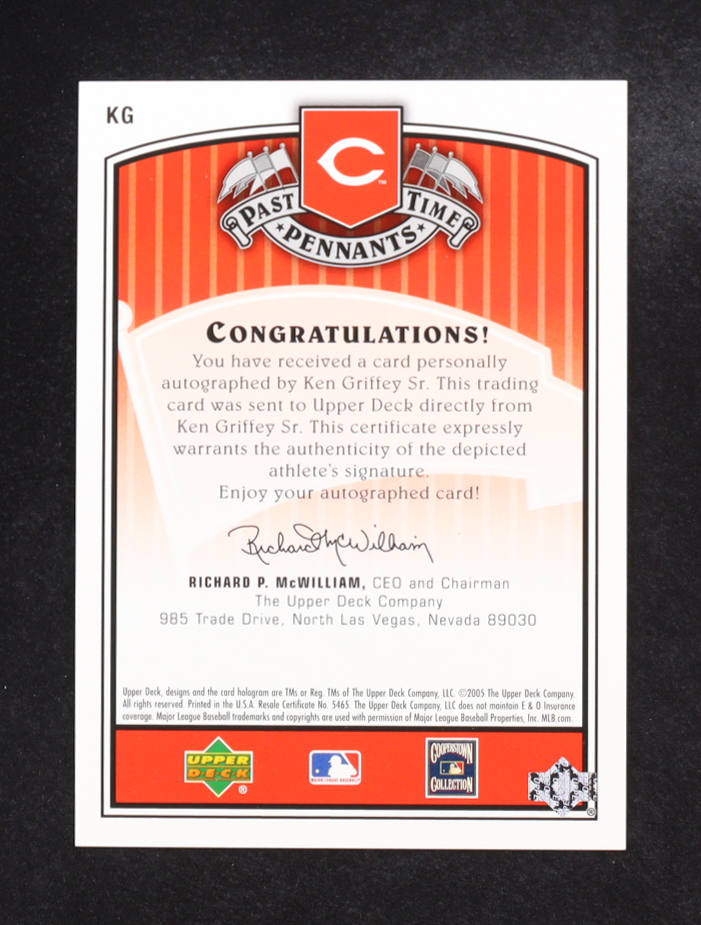 KG
C
TM
PAST TIME
PENNANTS
CONGRATULATIONS!
You have received a card personally
autographed by Ken Griffey Sr. This trading
card was sent to Upper Deck directly from
Ken Griffey Sr. This certificate expressly
warrants the authenticity of the depicted
athlete's signature.
Enjoy your autographed card!
Richard McWilliam
RICHARD P. McWILLIAM, CEO and Chairman
The Upper Deck Company
985 Trade Drive, North Las Vegas, Nevada 89030
Upper Deck, designs and the card hologram are TMs or Reg. TMs of The Upper Deck Company, LLC. ©2005 The Upper Deck Company.
All rights reserved. Printed in the U.S.A. Resale Certificate No. 5465. The Upper Deck Company, LLC does not maintain E & O Insurance
coverage. Major League Baseball trademarks and copyrights are used with permission of Major League Baseball Properties, Inc. MLB.com.
UPPER
DECK
®
MAJOR LEAGUE BASEBALL
COOPERSTOWN
COLLECTION
®